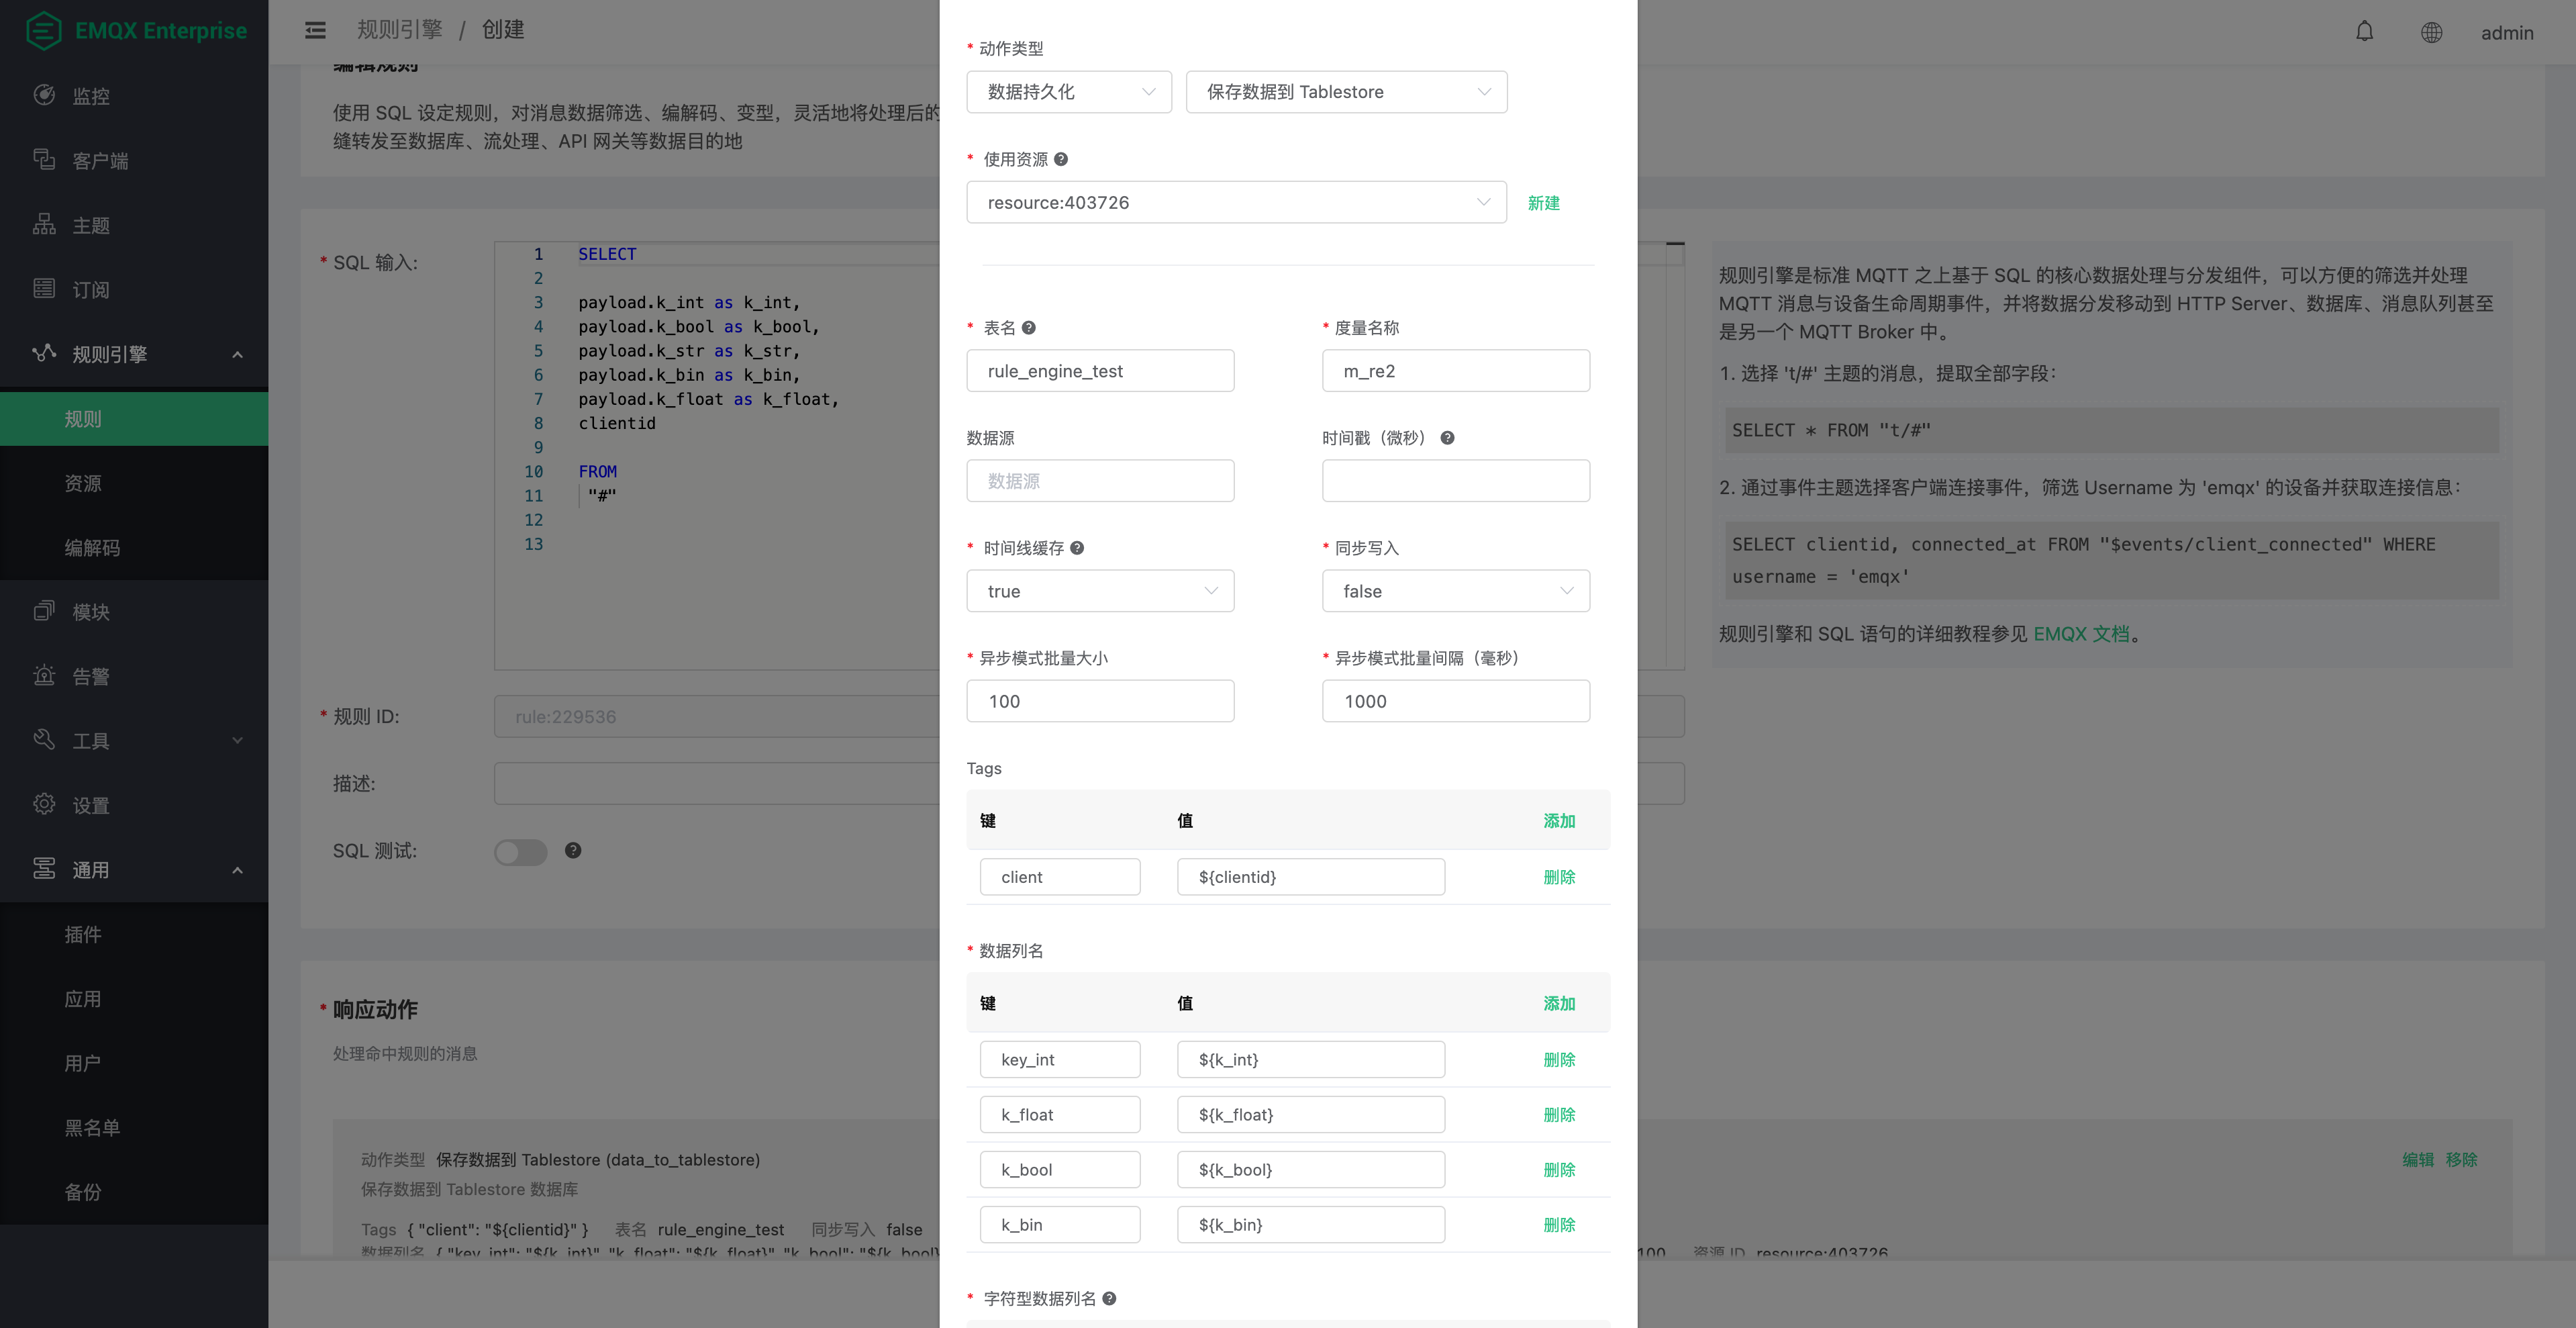 EMQX Enterprise
监控
客户端
主题
订阅
规则引擎
规则
资源
编解码
模块
告警
工具
设置
通用
插件
应用
用户
黑名单
备份
规则引擎 / 创建
admin
编辑规则
使用 SQL 设定规则，对消息数据筛选、编解码、变型，灵活地将处理后的
缝转发至数据库、流处理、API 网关等数据目的地
* SQL 输入:
1 SELECT
2
3 payload.k_int as k_int,
4 payload.k_bool as k_bool,
5 payload.k_str as k_str,
6 payload.k_bin as k_bin,
7 payload.k_float as k_float,
8 clientid
9
10 FROM
11 "#"
12
13
* 规则 ID:
rule:229536
描述:
SQL 测试:
* 响应动作
处理命中规则的消息
动作类型 保存数据到 Tablestore (data_to_tablestore)
保存数据到 Tablestore 数据库
Tags { "client": "${clientid}" } 表名 rule_engine_test 同步写入 false
数据列名 { "key_int": "${k_int}", "k_float": "${k_float}", "k_bool": "${k_bool}
100 资源 ID resource:403726
编辑 移除
* 动作类型
数据持久化
保存数据到 Tablestore
* 使用资源
resource:403726
新建
* 表名
* 度量名称
rule_engine_test
m_re2
数据源
时间戳（微秒）
数据源
* 时间线缓存
* 同步写入
true
false
* 异步模式批量大小
* 异步模式批量间隔（毫秒）
100
1000
Tags
键 值 添加
client ${clientid} 删除
* 数据列名
键 值 添加
key_int ${k_int} 删除
k_float ${k_float} 删除
k_bool ${k_bool} 删除
k_bin ${k_bin} 删除
* 字符型数据列名
规则引擎是标准 MQTT 之上基于 SQL 的核心数据处理与分发组件，可以方便的筛选并处理
MQTT 消息与设备生命周期事件，并将数据分发移动到 HTTP Server、数据库、消息队列甚至
是另一个 MQTT Broker 中。
1. 选择 't/#' 主题的消息，提取全部字段：
SELECT * FROM "t/#"
2. 通过事件主题选择客户端连接事件，筛选 Username 为 'emqx' 的设备并获取连接信息：
SELECT clientid, connected_at FROM "$events/client_connected" WHERE
username = 'emqx'
规则引擎和 SQL 语句的详细教程参见 EMQX 文档。